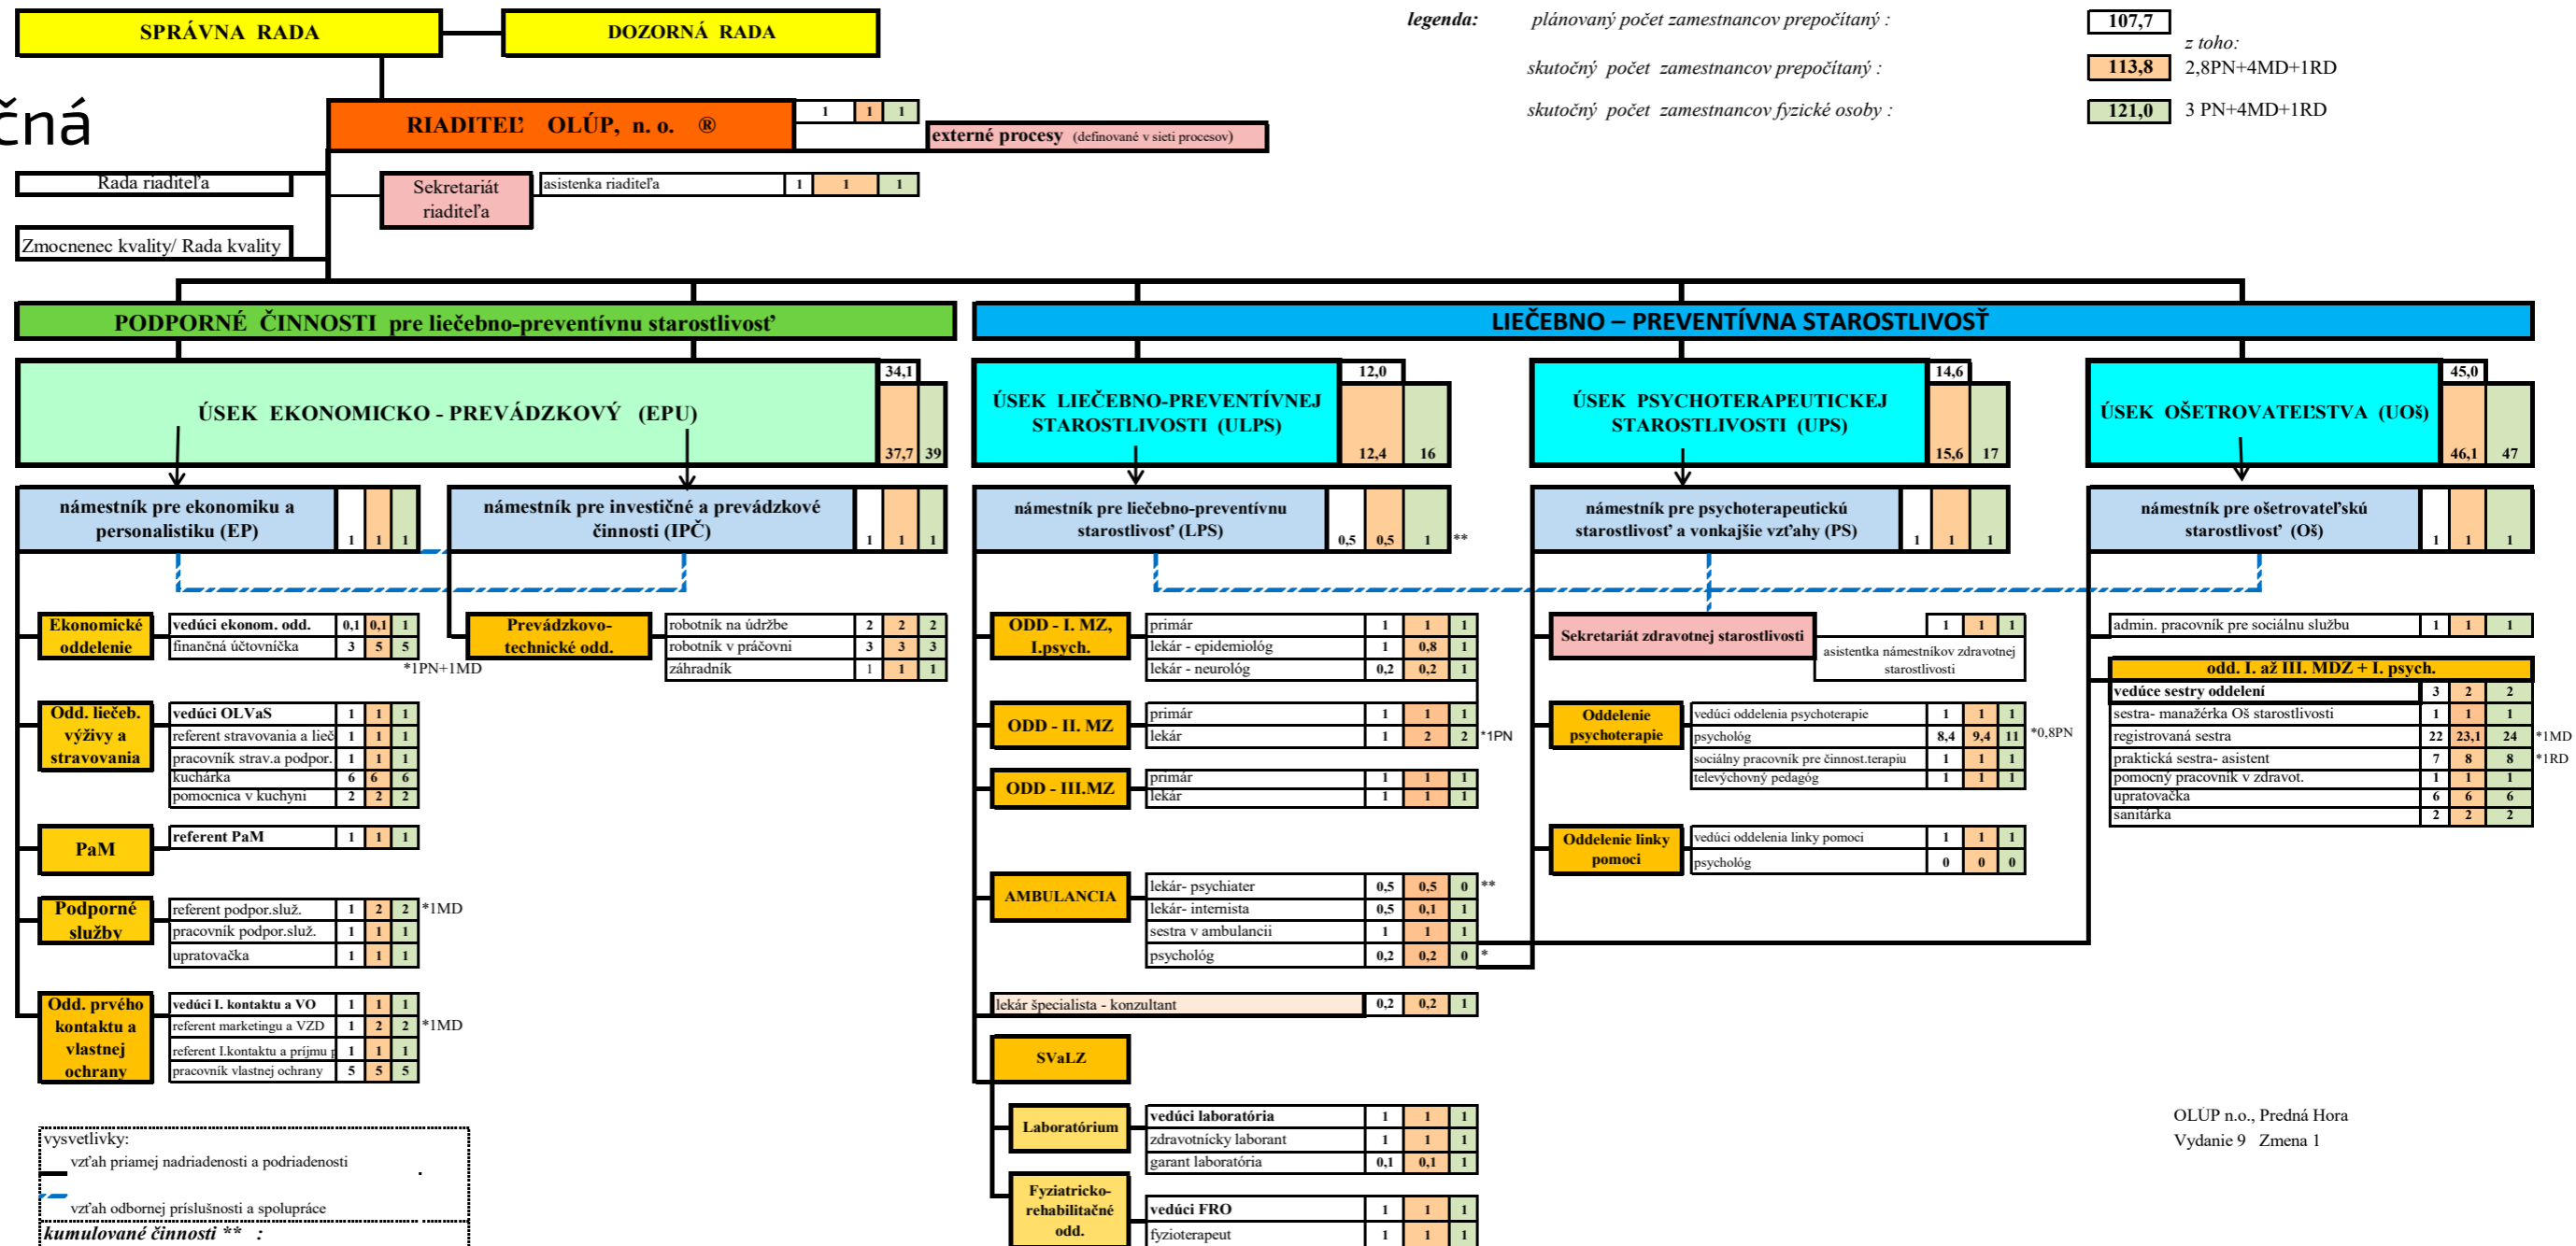 SPRÁVNA RADA
DOZORNÁ RADA
legenda: plánovaný počet zamestnancov prepočítaný : 107,7
z toho:
skutočný počet zamestnancov prepočítaný : 113,8 2,8PN+4MD+1RD
skutočný počet zamestnancov fyzické osoby : 121,0 3 PN+4MD+1RD
čná
RIADITEĽ OLÚP, n. o. ® 1 1 1
externé procesy (definované v sieti procesov)
Rada riaditeľa
Sekretariát
riaditeľa
asistenka riaditeľa 1 1 1
Zmocnenec kvality/ Rada kvality
PODPORNÉ ČINNOSTI pre liečebno-preventívnu starostlivosť
LIEČEBNO – PREVENTÍVNA STAROSTLIVOSŤ
ÚSEK EKONOMICKO - PREVÁDZKOVÝ (EPU)
34,1
37,7 39
ÚSEK LIEČEBNO-PREVENTÍVNEJ
STAROSTLIVOSTI (ULPS)
12,0
12,4 16
ÚSEK PSYCHOTERAPEUTICKEJ
STAROSTLIVOSTI (UPS)
14,6
15,6 17
ÚSEK OŠETROVATEĽSTVA (UOš)
45,0
46,1 47
námestník pre ekonomiku a
personalistiku (EP)
1 1 1
námestník pre investičné a prevádzkové
činnosti (IPČ)
1 1 1
námestník pre liečebno-preventívnu
starostlivosť (LPS)
0,5 0,5 1 **
námestník pre psychoterapeutickú
starostlivosť a vonkajšie vzťahy (PS)
1 1 1
námestník pre ošetrovateľskú
starostlivosť (Oš)
1 1 1
Ekonomické
oddelenie
vedúci ekonom. odd. 0,1 0,1 1
finančná účtovníčka 3 5 5
*1PN+1MD
Odd. liečeb.
výživy a
stravovania
vedúci OLVaS 1 1 1
referent stravovania a lieč 1 1 1
pracovník strav.a podpor. 1 1 1
kuchárka 6 6 6
pomocnica v kuchyni 2 2 2
PaM
referent PaM 1 1 1
Podporné
služby
referent podpor.služ. 1 2 2 *1MD
pracovník podpor.služ. 1 1 1
upratovačka 1 1 1
Odd. prvého
kontaktu a
vlastnej
ochrany
vedúci I. kontaktu a VO 1 1 1
referent marketingu a VZD 1 2 2 *1MD
referent I.kontaktu a príjmu p 1 1 1
pracovník vlastnej ochrany 5 5 5
Prevádzkovo-
technické odd.
robotník na údržbe 2 2 2
robotník v práčovni 3 3 3
záhradník 1 1 1
ODD - I. MZ,
I.psych.
primár 1 1 1
lekár - epidemiológ 1 0,8 1
lekár - neurológ 0,2 0,2 1
ODD - II. MZ
primár 1 1 1
lekár 1 2 2 *1PN
ODD - III.MZ
primár 1 1 1
lekár 1 1 1
AMBULANCIA
lekár- psychiater 0,5 0,5 0 **
lekár- internista 0,5 0,1 1
sestra v ambulancii 1 1 1
psychológ 0,2 0,2 0 *
lekár špecialista - konzultant 0,2 0,2 1
SVaLZ
Laboratórium
vedúci laboratória 1 1 1
zdravotnícky laborant 1 1 1
garant laboratória 0,1 0,1 1
Fyziatricko-
rehabilitačné
odd.
vedúci FRO 1 1 1
fyzioterapeut 1 1 1
Sekretariát zdravotnej starostlivosti
1 1 1
asistentka námestníkov zdravotnej
starostlivosti
Oddelenie
psychoterapie
vedúci oddelenia psychoterapie 1 1 1
psychológ 8,4 9,4 11 *0,8PN
sociálny pracovník pre činnost.terapiu 1 1 1
televýchovný pedagóg 1 1 1
Oddelenie linky
pomoci
vedúci oddelenia linky pomoci 1 1 1
psychológ 0 0 0
admin. pracovník pre sociálnu službu 1 1 1
odd. I. až III. MDZ + I. psych.
vedúce sestry oddelení 3 2 2
sestra- manažérka Oš starostlivosti 1 1 1
registrovaná sestra 22 23,1 24 *1MD
praktická sestra- asistent 7 8 8 *1RD
pomocný pracovník v zdravot. 1 1 1
upratovačka 6 6 6
sanitárka 2 2 2
vysvetlivky:
vzťah priamej nadriadenosti a podriadenosti .
vzťah odbornej príslušnosti a spolupráce
kumulované činnosti ** :
OLÚP n.o., Predná Hora
Vydanie 9 Zmena 1